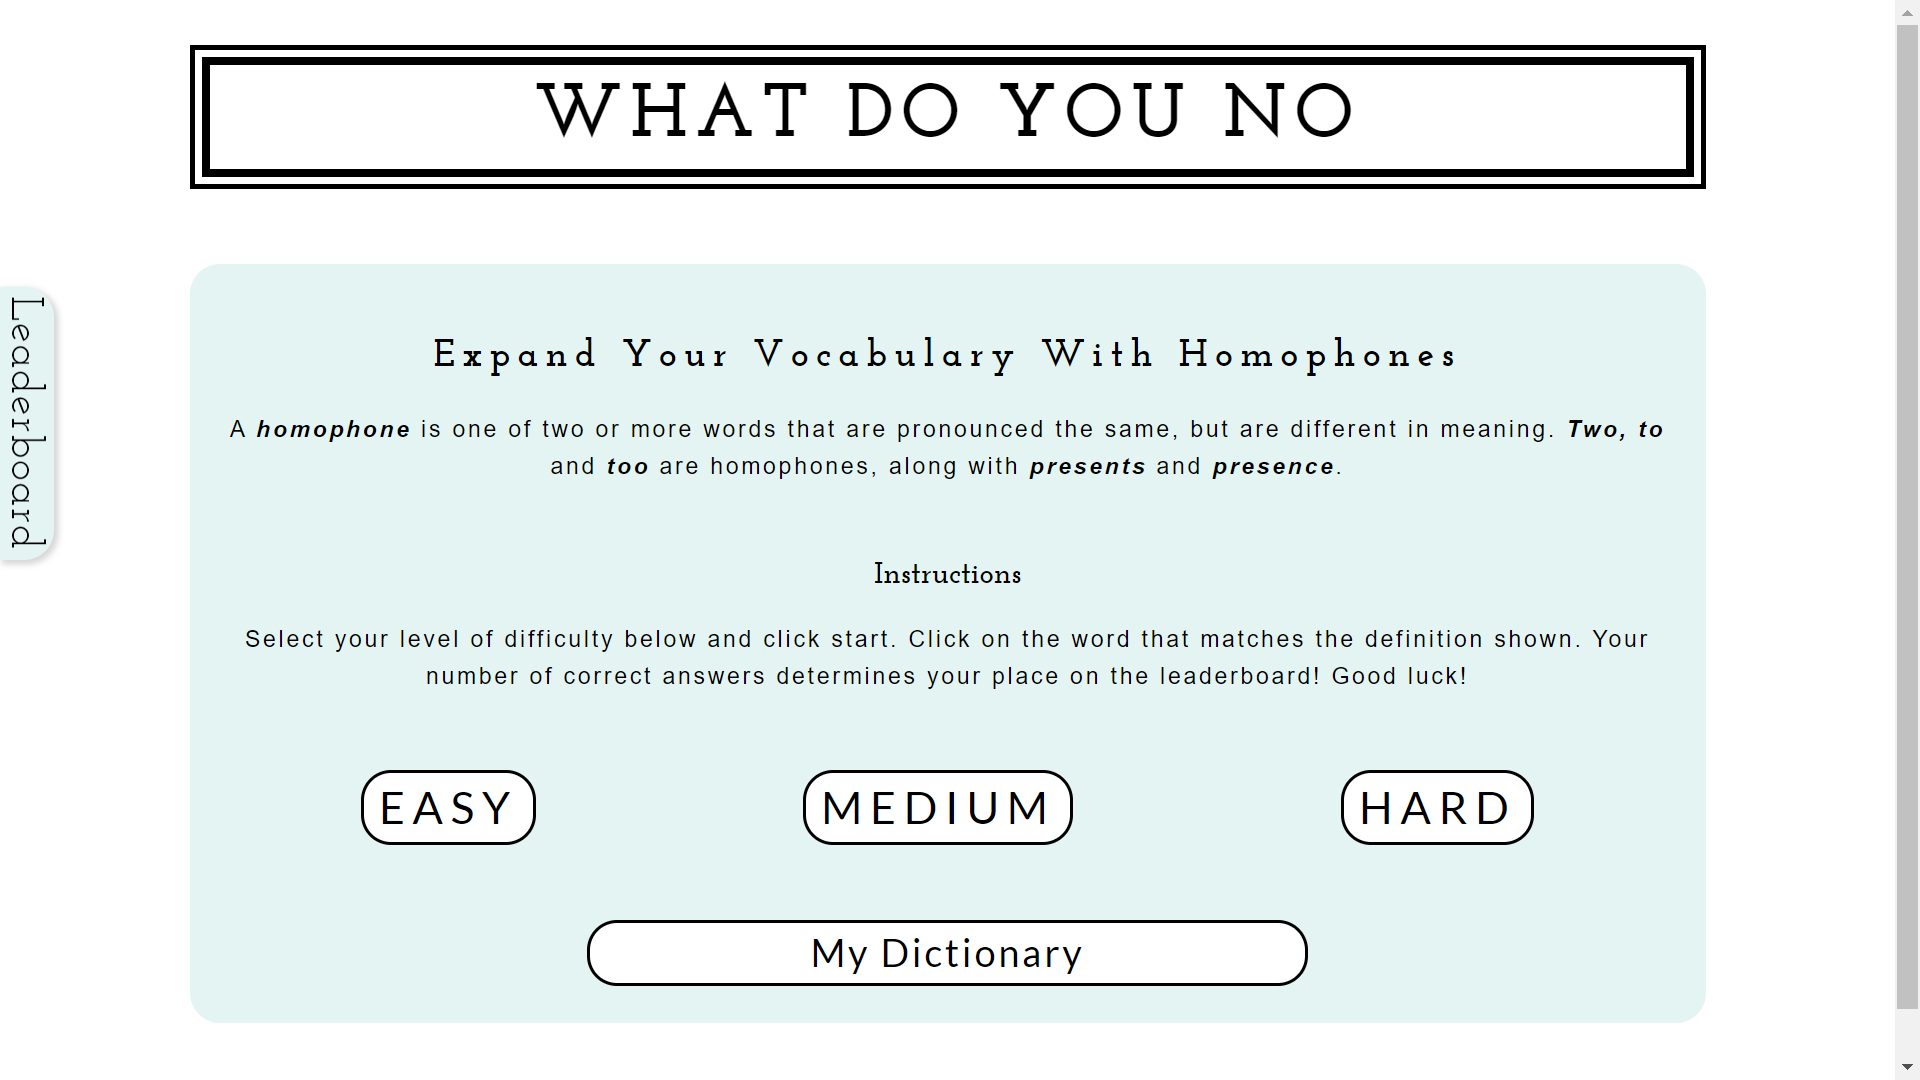 WHAT DO YOU NO
Leaderboard
Expand Your Vocabulary With Homophones
A homophone is one of two or more words that are pronounced the same, but are different in meaning. Two, to
and too are homophones, along with presents and presence.
Instructions
Select your level of difficulty below and click start. Click on the word that matches the definition shown. Your
number of correct answers determines your place on the leaderboard! Good luck!
EASY
MEDIUM
HARD
My Dictionary